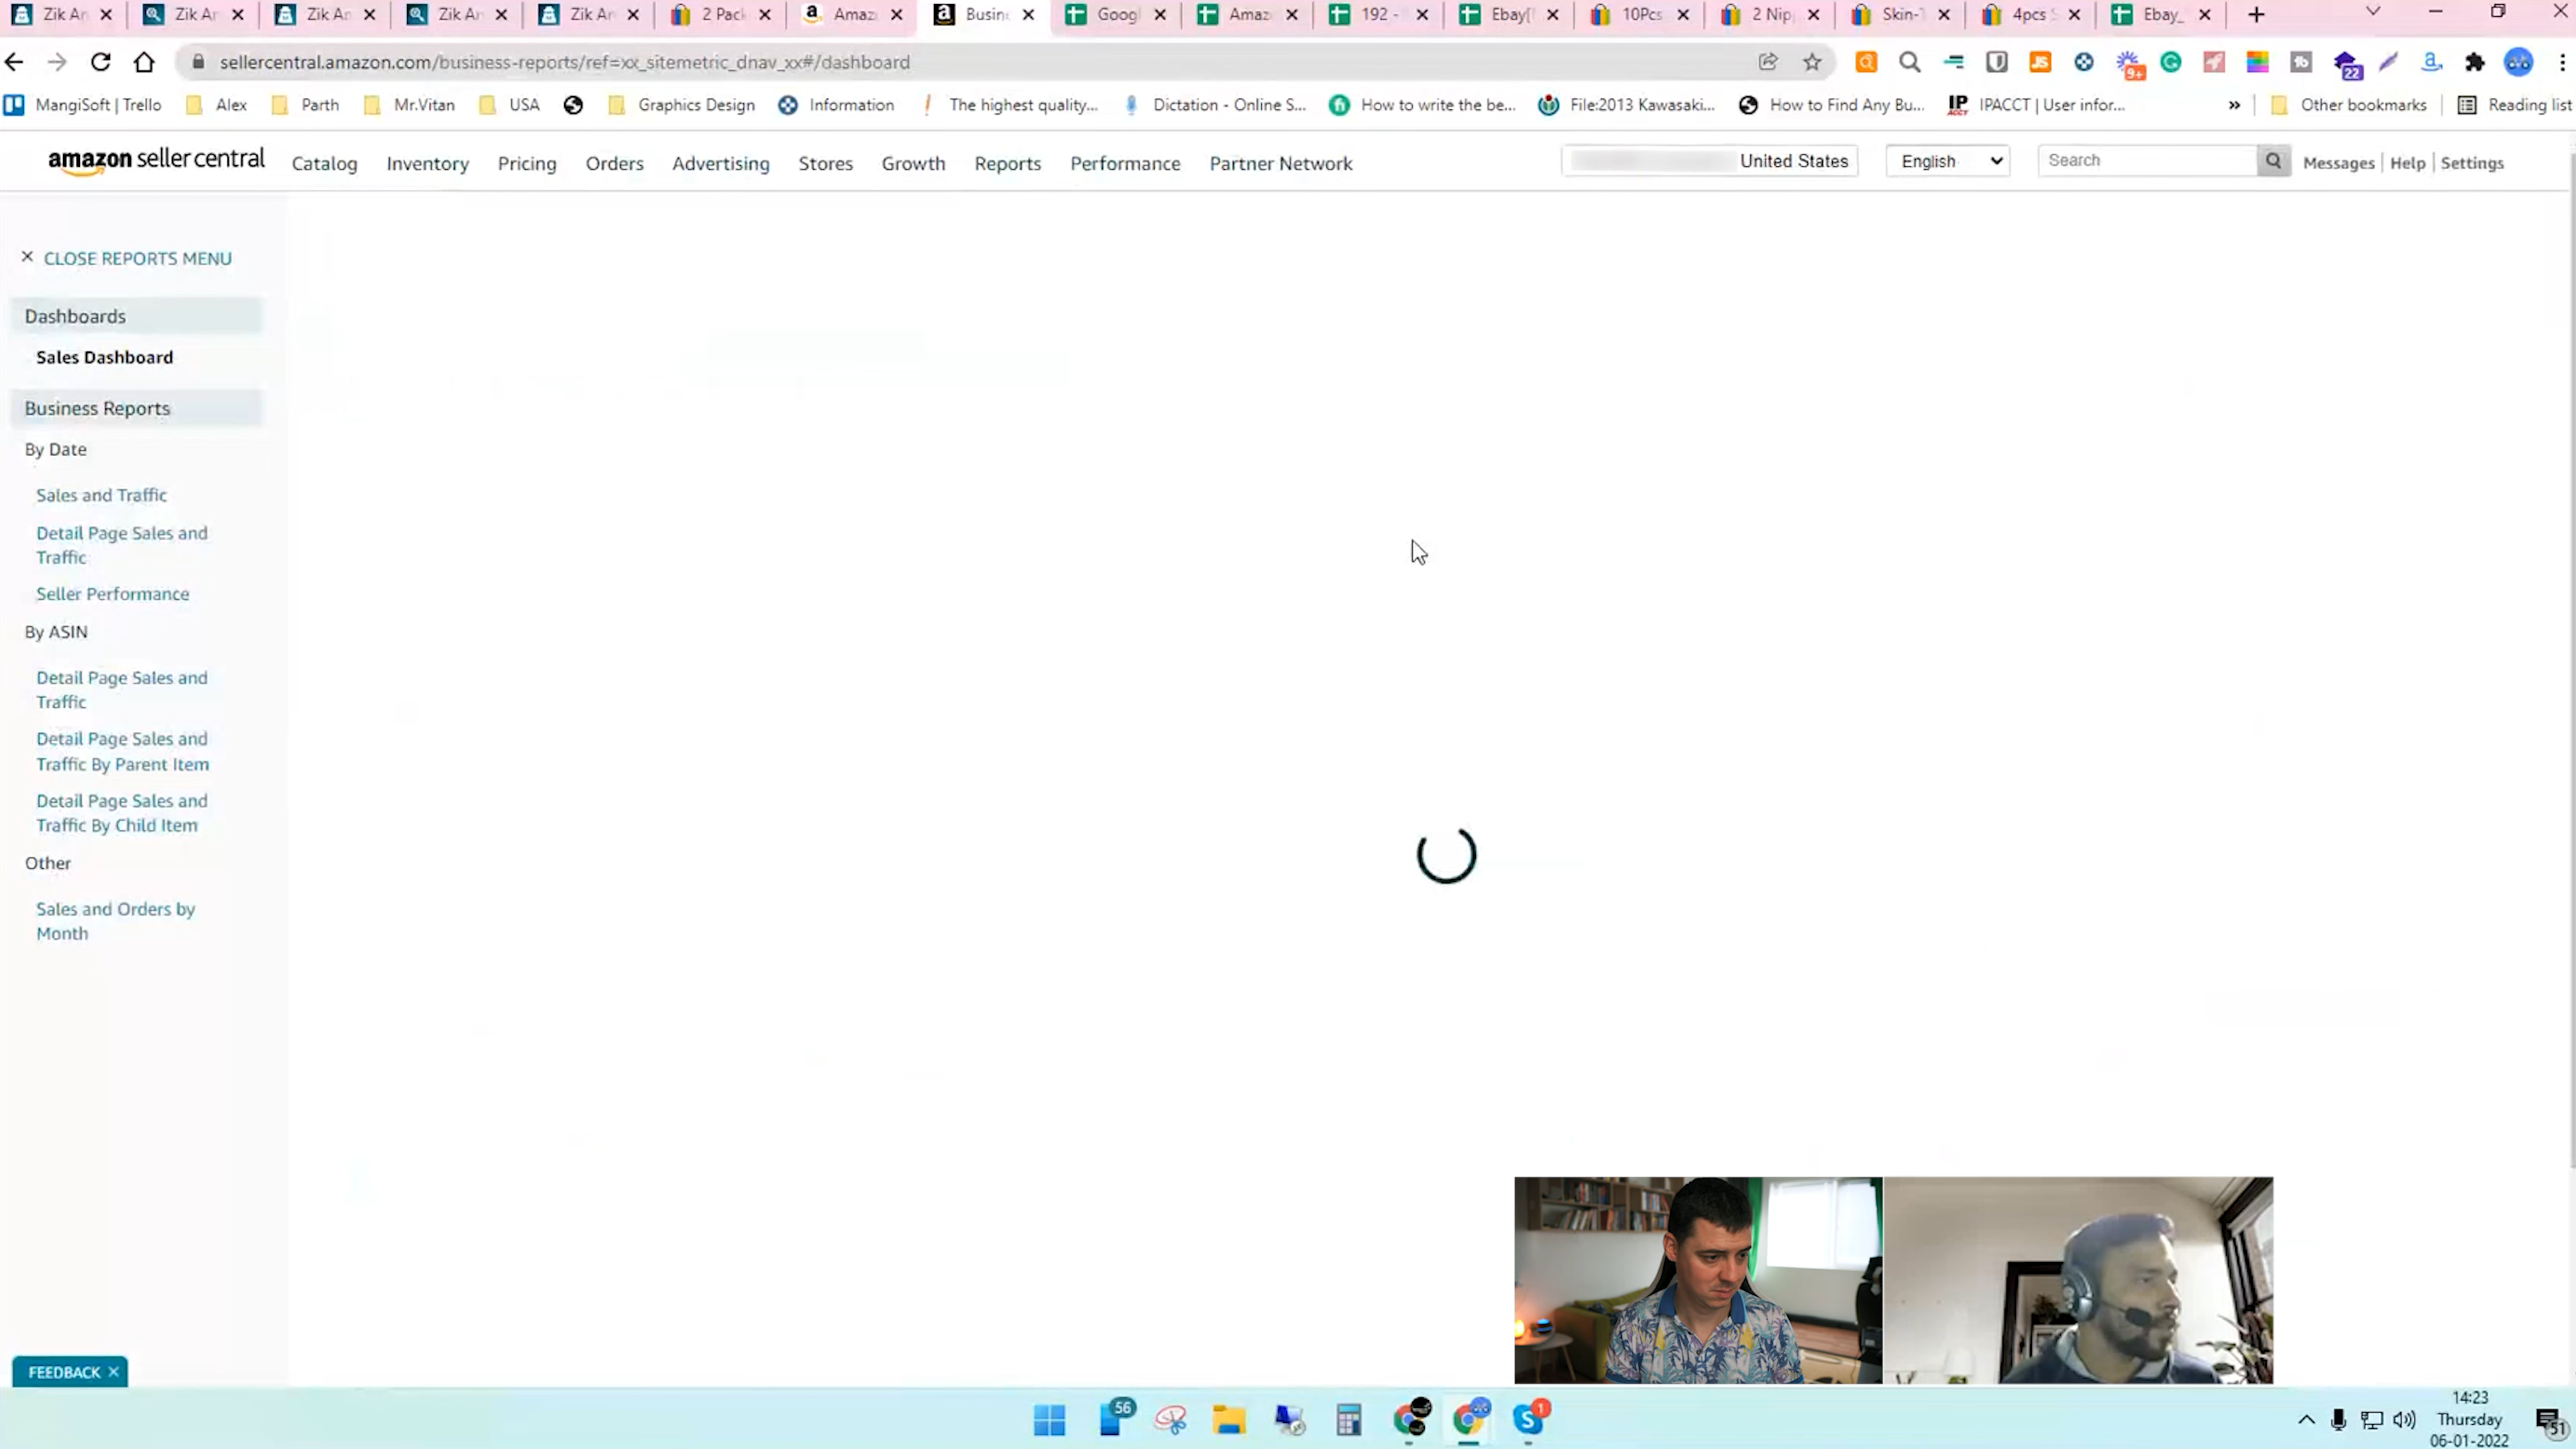 Zik An
Zik Ar
Zik An
Zik An
Zik An
2 Pack
Amaz
Busin
Goog
Amaz
192 -
Ebay[
10Pcs
2 Nip
Skin-
4pcs
Ebay_
sellercentral.amazon.com/business-reports/ref=xx_sitemetric_dnav_xx#/dashboard
9+
JS
22
MangiSoft | Trello
Alex
Parth
Mr.Vitan
USA
Graphics Design
Information
The highest quality...
Dictation - Online S...
How to write the be...
File:2013 Kawasaki...
How to Find Any Bu...
IPACCT | User infor...
»
Other bookmarks
Reading list
amazon seller central
Catalog
Inventory
Pricing
Orders
Advertising
Stores
Growth
Reports
Performance
Partner Network
United States
English
Search
Messages | Help | Settings
× CLOSE REPORTS MENU
Dashboards
Sales Dashboard
Business Reports
By Date
Sales and Traffic
Detail Page Sales and
Traffic
Seller Performance
By ASIN
Detail Page Sales and
Traffic
Detail Page Sales and
Traffic By Parent Item
Detail Page Sales and
Traffic By Child Item
Other
Sales and Orders by
Month
FEEDBACK ×
56
1
14:23
Thursday
06-01-2022
51